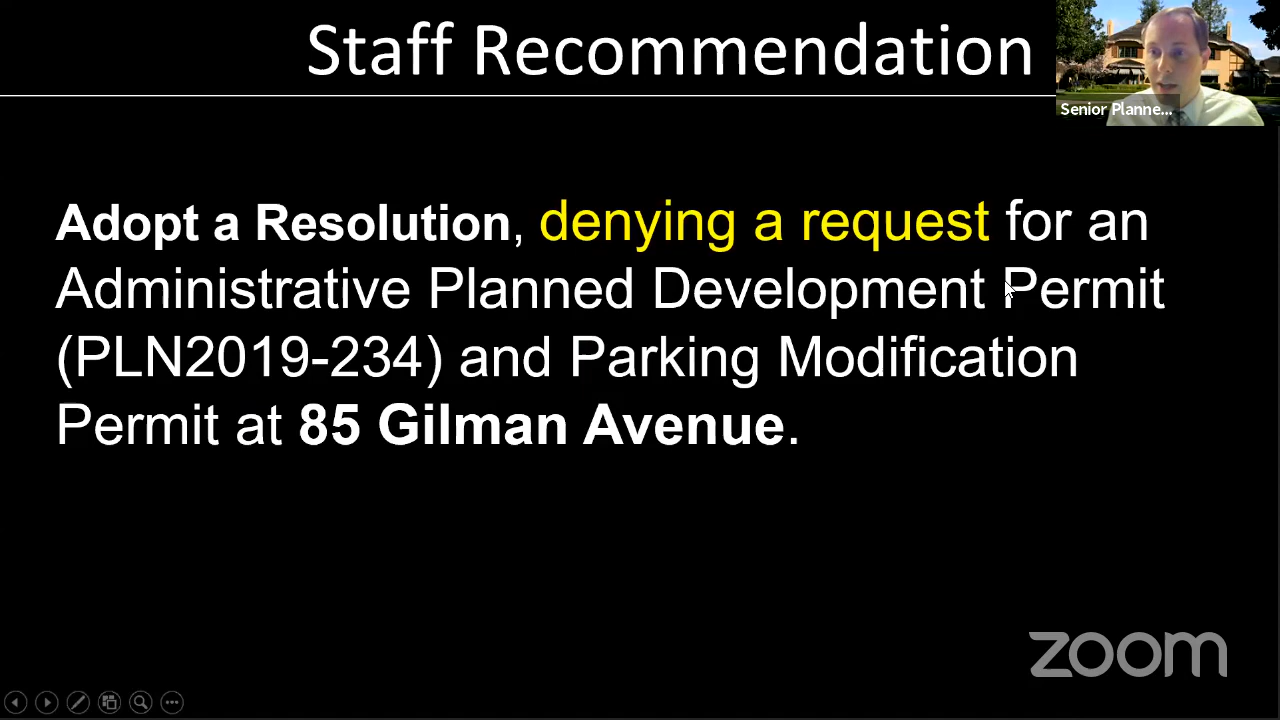 Staff Recommendation
Senior Planne...
Adopt a Resolution, denying a request for an
Administrative Planned Development Permit
(PLN2019-234) and Parking Modification
Permit at 85 Gilman Avenue.
zoom